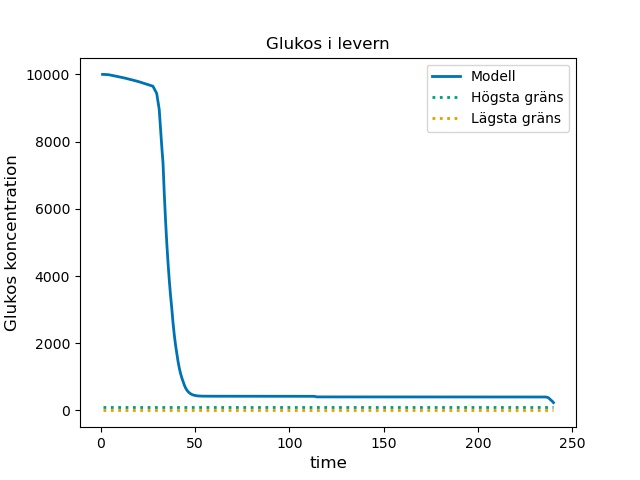 Glukos i levern
Glukos koncentration
10000
8000
6000
4000
2000
0
Modell
Högsta gräns
Lägsta gräns
0
50
100
150
200
250
time